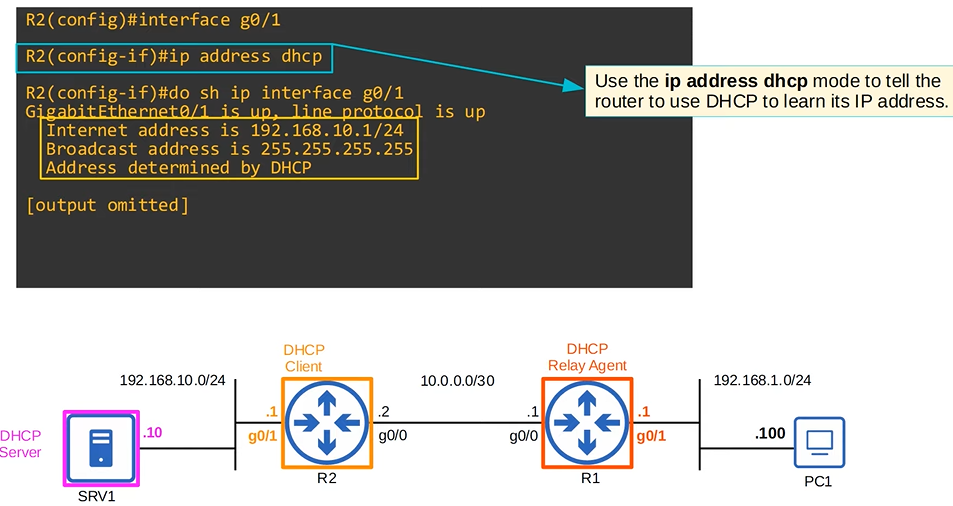 R2(config)#interface g0/1
R2(config-if)#ip address dhcp
Use the ip address dhcp mode to tell the
router to use DHCP to learn its IP address.
R2(config-if)#do sh ip interface g0/1
GigabitEthernet0/1 is up, line protocol is up
Internet address is 192.168.10.1/24
Broadcast address is 255.255.255.255
Address determined by DHCP
[output omitted]
DHCP
Client
DHCP
Relay Agent
192.168.10.0/24
10.0.0.0/30
192.168.1.0/24
DHCP
Server
.10
.1
g0/1
.2
g0/0
.1
g0/0
.1
g0/1
.100
SRV1
R2
R1
PC1